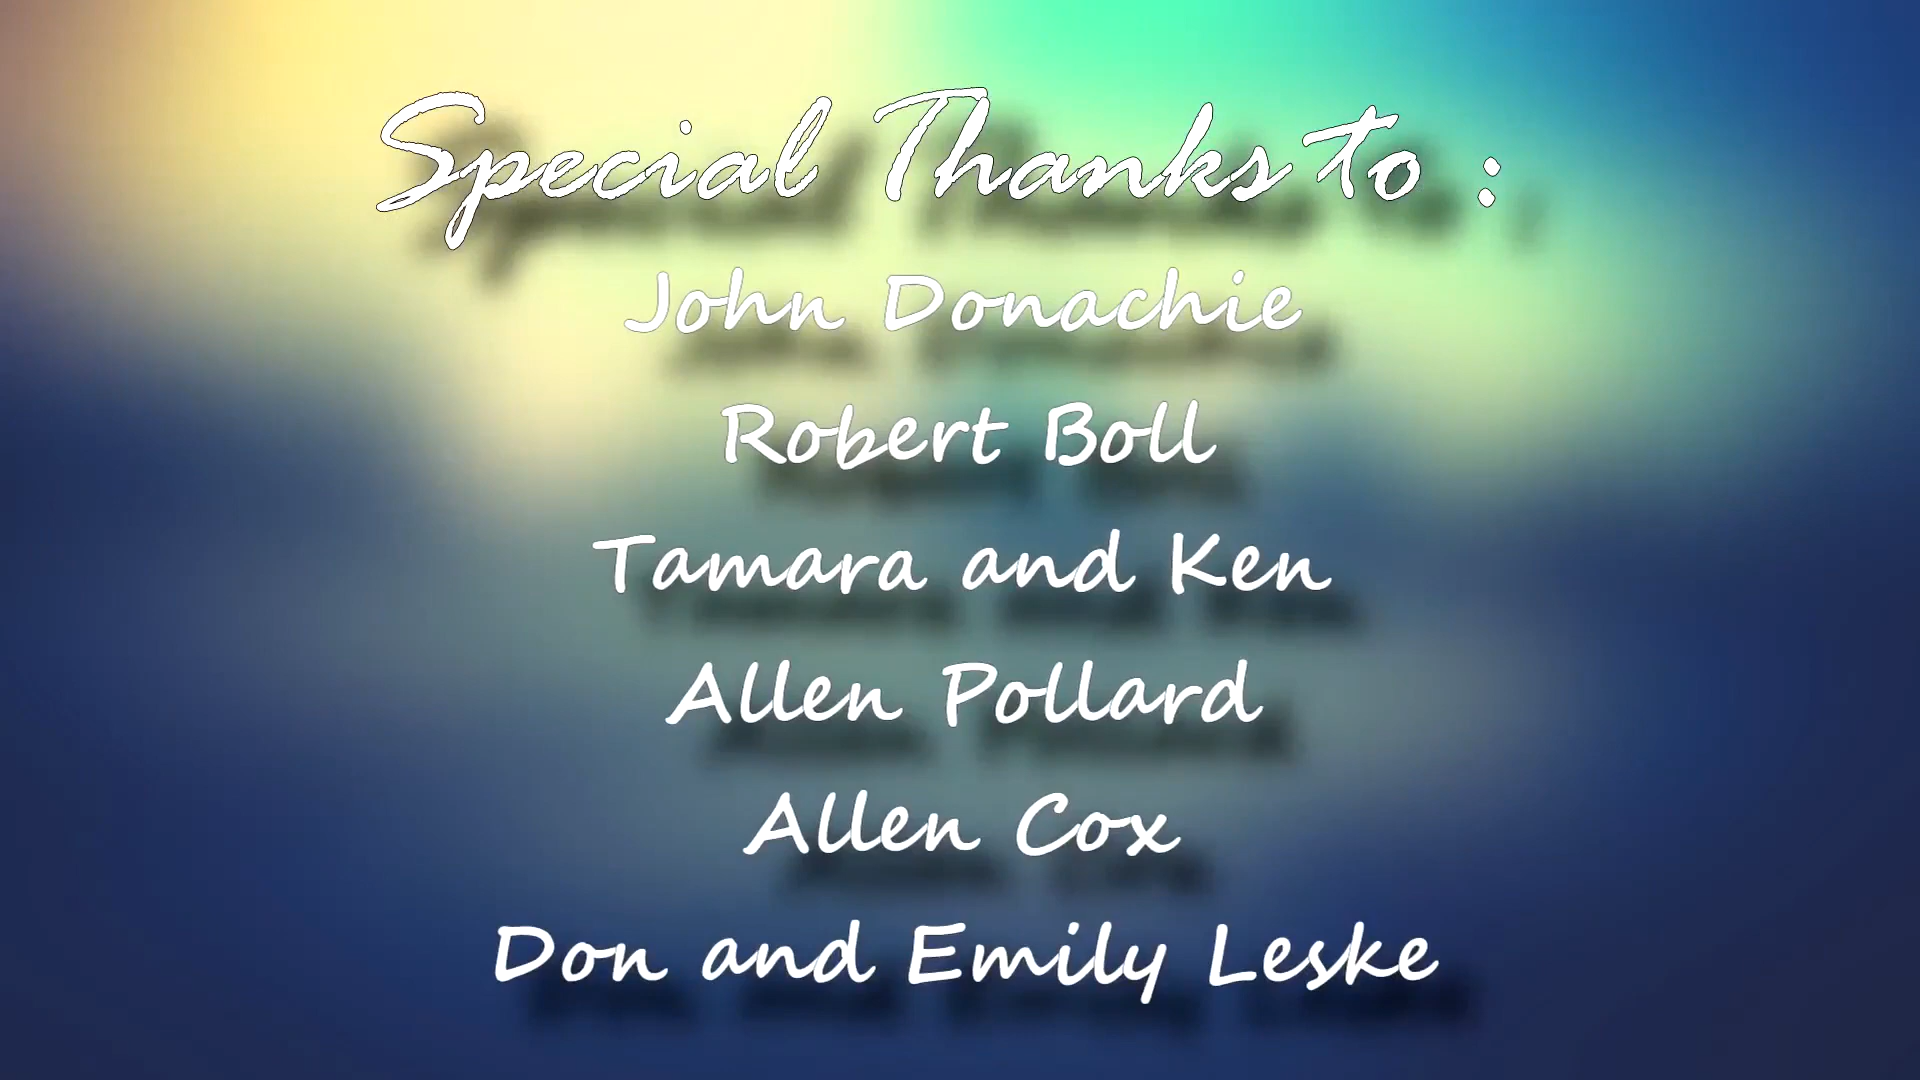 Special Thanks to :
John Donachie
Robert Boll
Tamara and Ken
Allen Pollard
Allen Cox
Don and Emily Leske